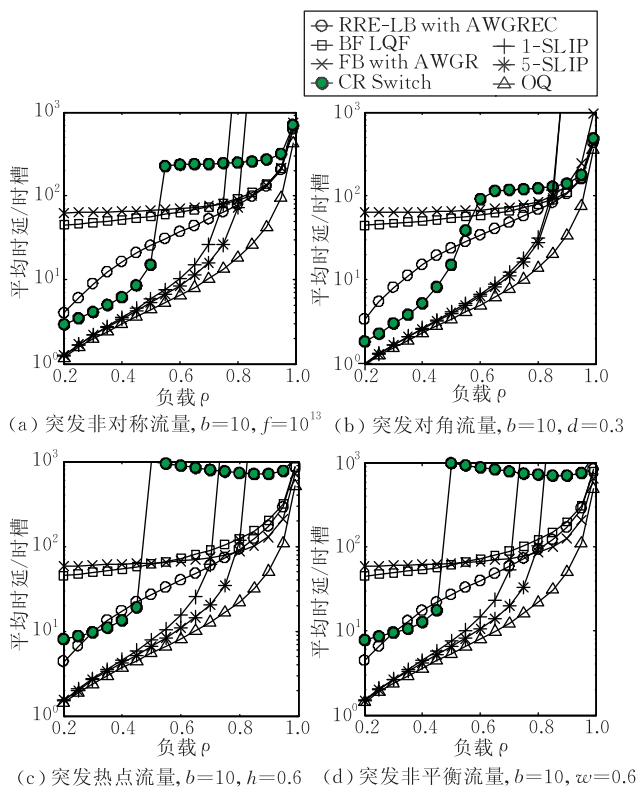 RRE-LB with AWGREC
BF LQF
1-SLIP
FB with AWGR
5-SLIP
CR Switch
OQ
10³
10²
10¹
10⁰
平均时延/时槽
0.2 0.4 0.6 0.8 1.0
负载 ρ
(a) 突发非对称流量, b=10, f=10¹³
10³
10²
10¹
10⁰
平均时延/时槽
0.2 0.4 0.6 0.8 1.0
负载 ρ
(b) 突发对角流量, b=10, d=0.3
10³
10²
10¹
10⁰
平均时延/时槽
0.2 0.4 0.6 0.8 1.0
负载 ρ
(c) 突发热点流量, b=10, h=0.6
10³
10²
10¹
10⁰
平均时延/时槽
0.2 0.4 0.6 0.8 1.0
负载 ρ
(d) 突发非平衡流量, b=10, w=0.6